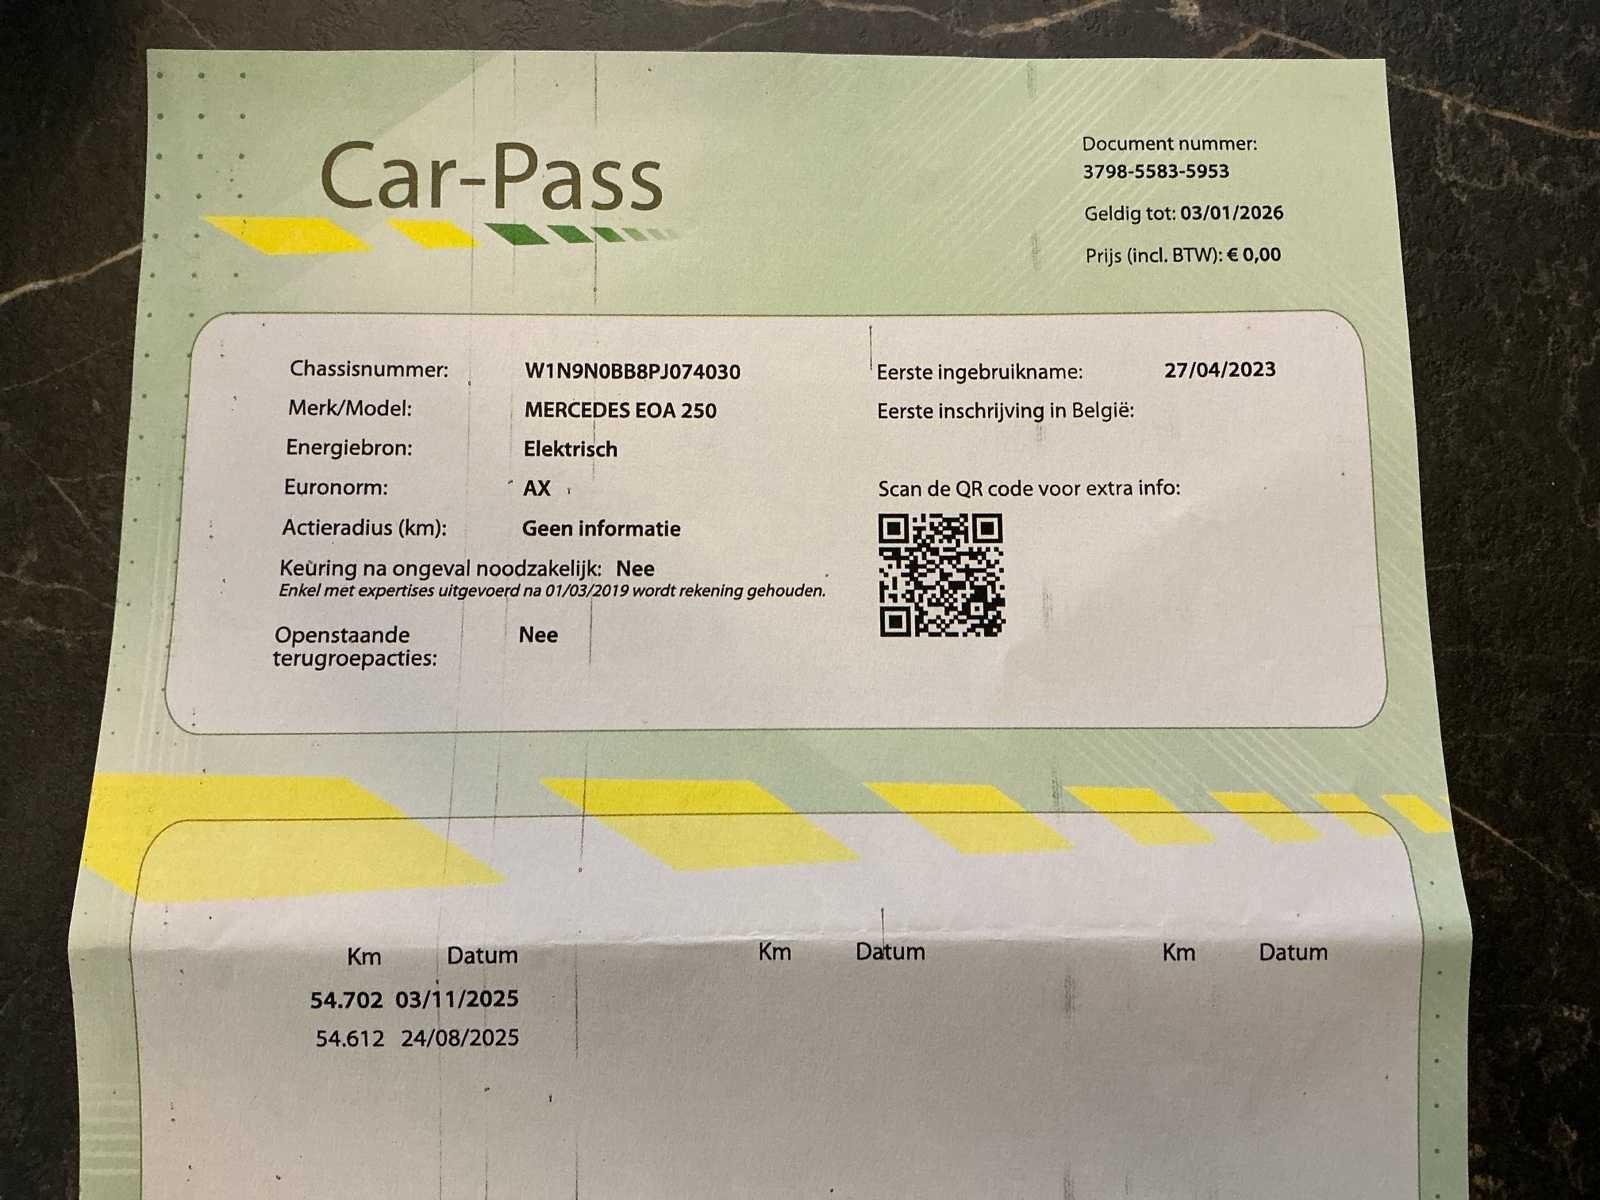 Car-Pass
Document nummer:
3798-5583-5953
Geldig tot: 03/01/2026
Prijs (incl. BTW): € 0,00
Chassisnummer: W1N9N0BB8PJ074030
Merk/Model: MERCEDES EQA 250
Energiebron: Elektrisch
Euronorm: AX
Actieradius (km): Geen informatie
Keuring na ongeval noodzakelijk: Nee
Enkel met expertises uitgevoerd na 01/03/2019 wordt rekening gehouden.
Openstaande Nee
terugroepacties:
Eerste ingebruikname: 27/04/2023
Eerste inschrijving in België:
Scan de QR code voor extra info:
Km Datum Km Datum Km Datum
54.702 03/11/2025
54.612 24/08/2025